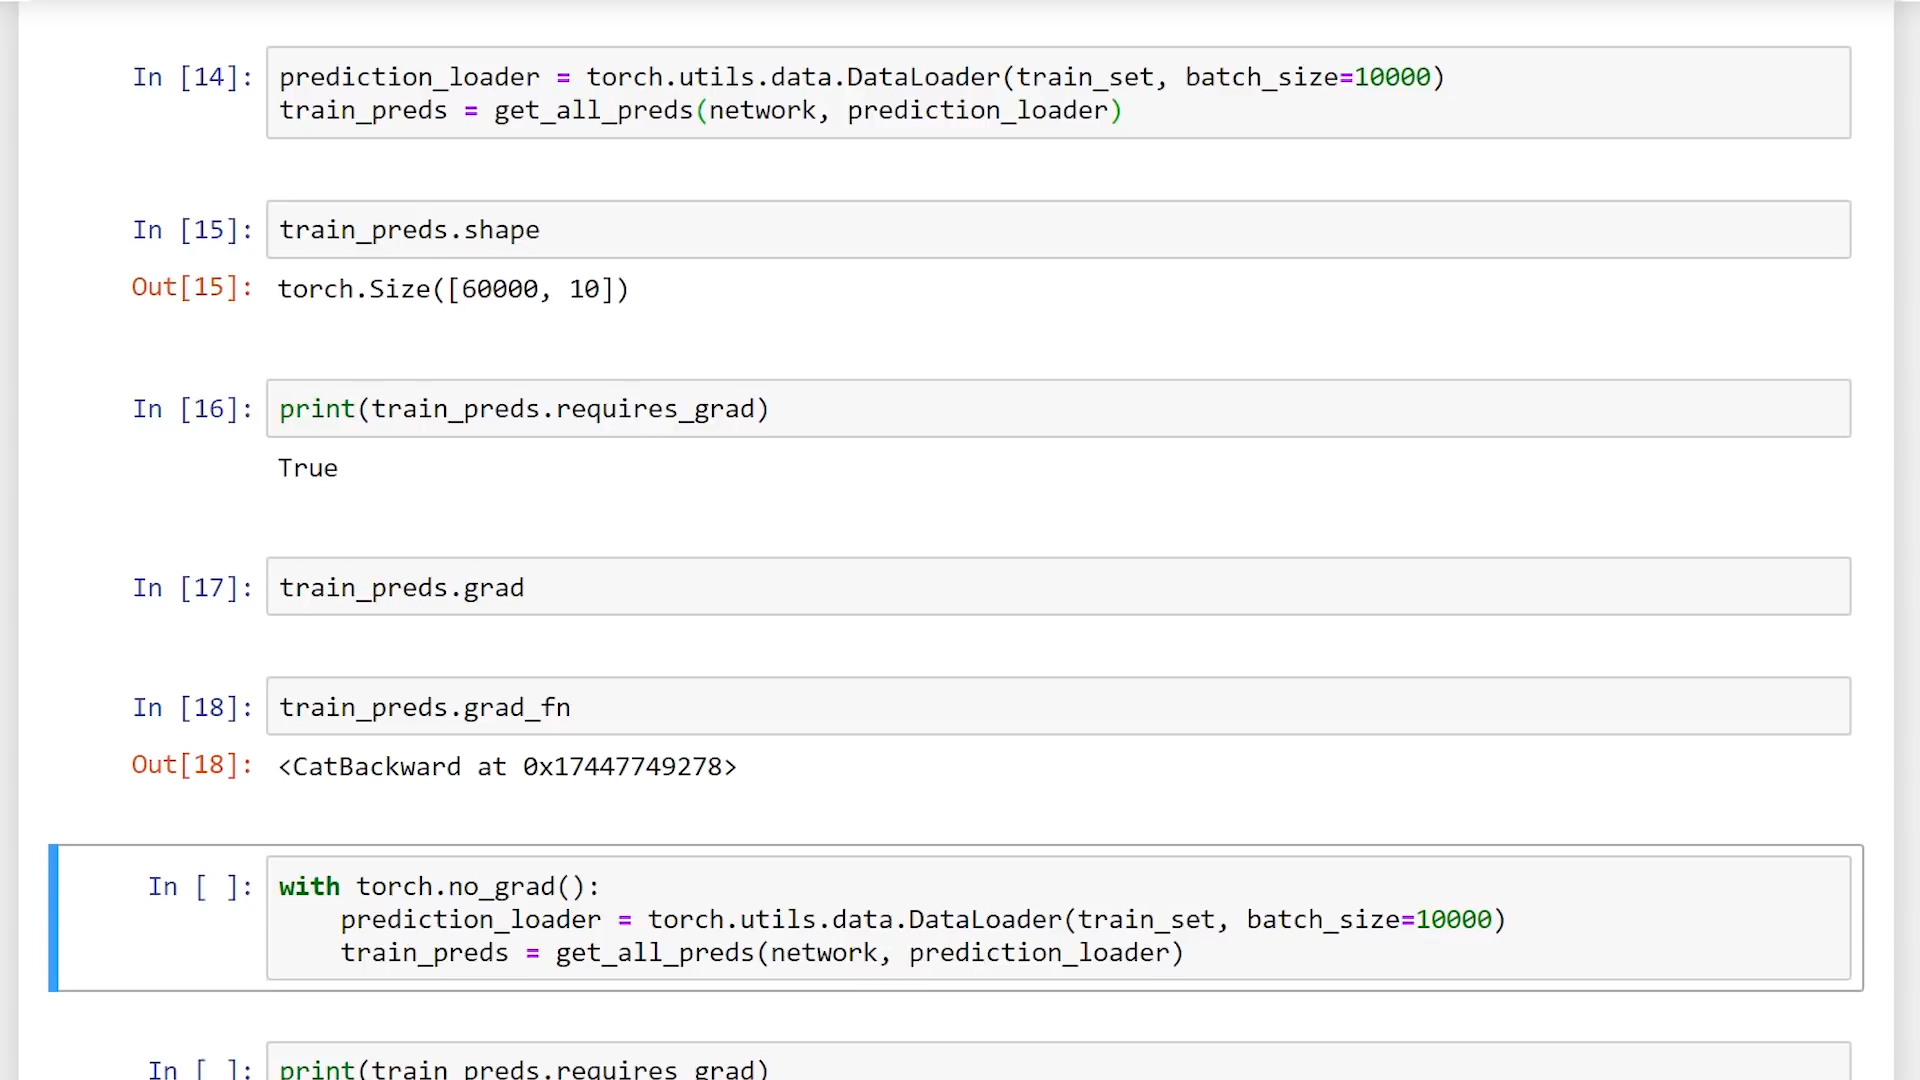 In [14]: prediction_loader = torch.utils.data.DataLoader(train_set, batch_size=10000)
train_preds = get_all_preds(network, prediction_loader)
In [15]: train_preds.shape
Out[15]: torch.Size([60000, 10])
In [16]: print(train_preds.requires_grad)
True
In [17]: train_preds.grad
In [18]: train_preds.grad_fn
Out[18]: <CatBackward at 0x17447749278>
In [ ]: with torch.no_grad():
    prediction_loader = torch.utils.data.DataLoader(train_set, batch_size=10000)
    train_preds = get_all_preds(network, prediction_loader)
In [ ]: print(train_preds.requires_grad)